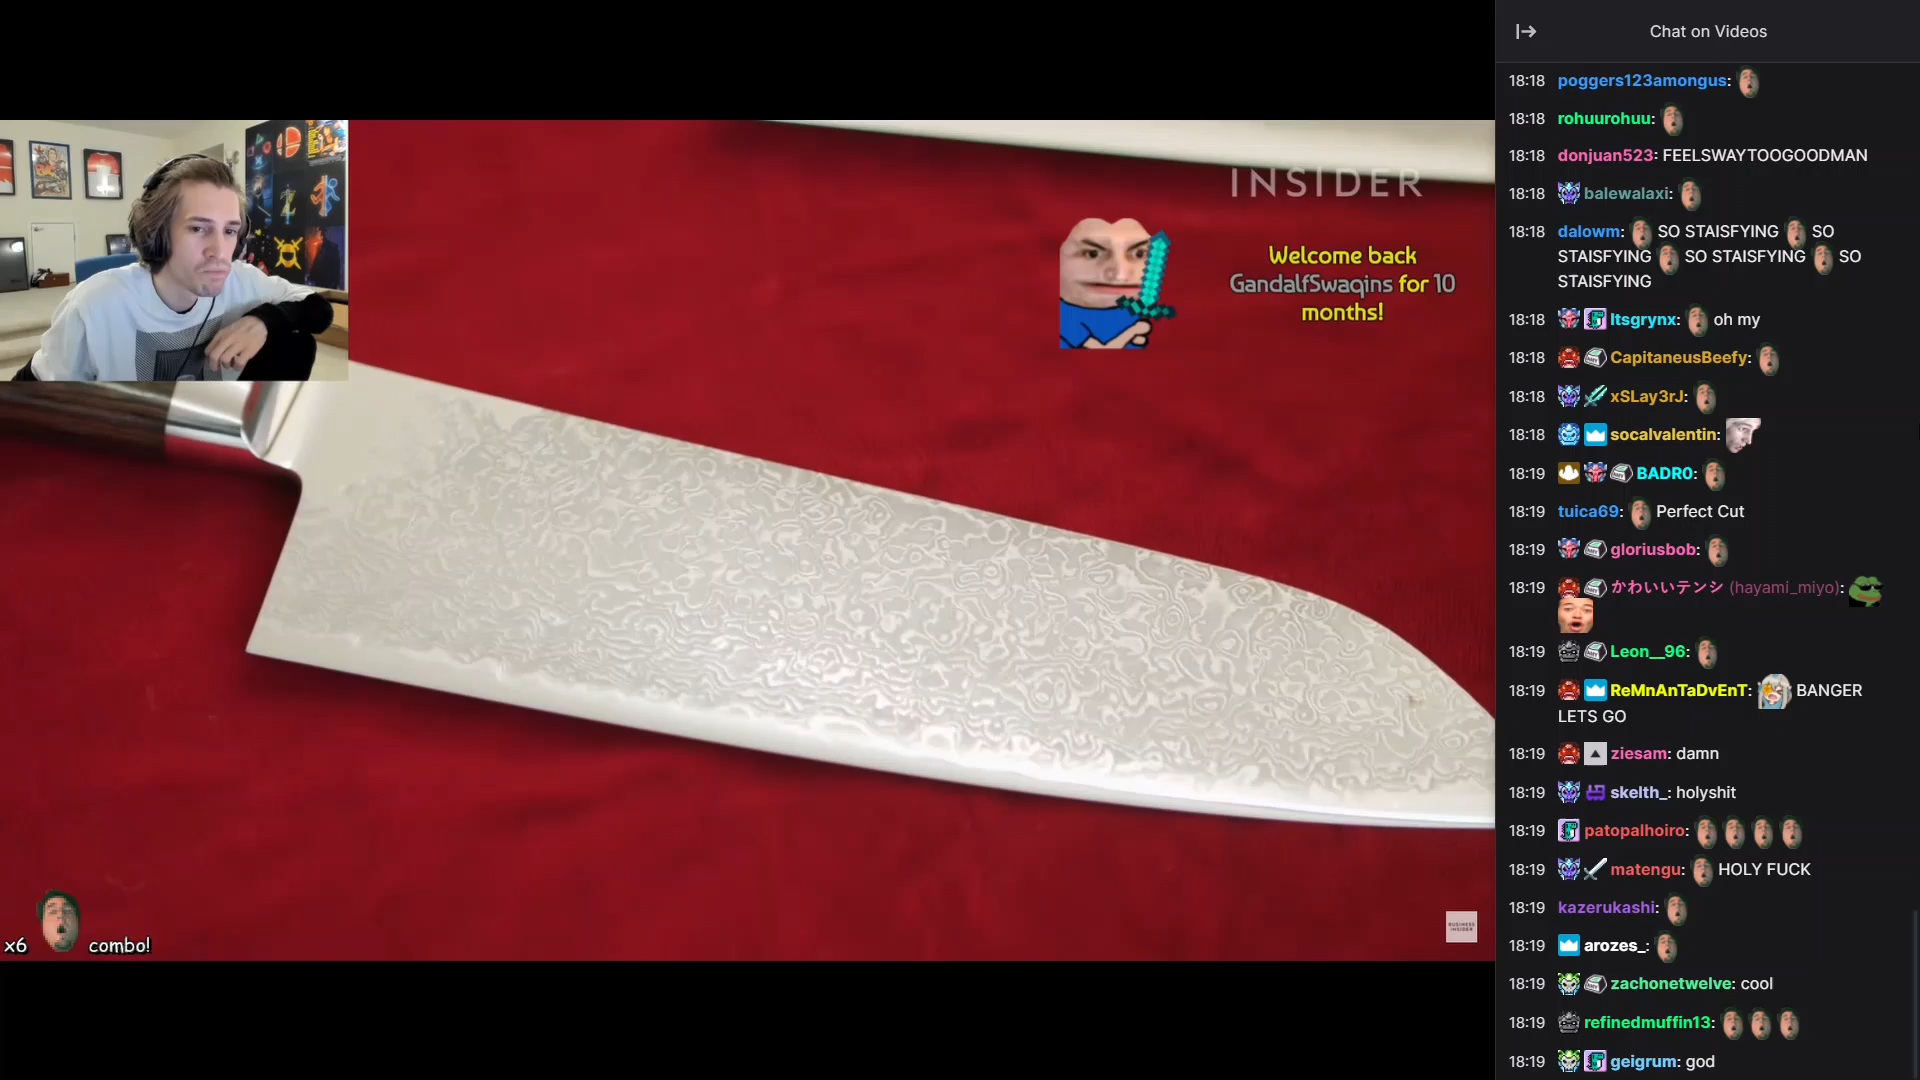 Chat on Videos
18:18 poggers123amongus:
18:18 rohuurohuu:
18:18 donjuan523: FEELSWAYTOOGOODMAN
18:18 balewalaxi:
18:18 dalowm: SO STAISFYING SO
STAISFYING SO STAISFYING SO
STAISFYING
18:18 Itsgrynx: oh my
18:18 CapitaneusBeefy:
18:18 xSLay3rJ:
18:18 socalvalentin:
18:19 BADR0:
18:19 tuica69: Perfect Cut
18:19 gloriusbob:
18:19 かわいいテンシ (hayami_miyo):
18:19 Leon__96:
18:19 ReMnAnTaDvEnT: BANGER
LETS GO
18:19 ziesam: damn
18:19 skelth_: holyshit
18:19 patopalhoiro:
18:19 matengu: HOLY FUCK
18:19 kazerukashi:
18:19 arozes_:
18:19 zachonetwelve: cool
18:19 refinedmuffin13:
18:19 geigrum: god
INSIDER
Welcome back
GandalfSwaqins for 10
months!
x6 combo!
BUSINESS
INSIDER